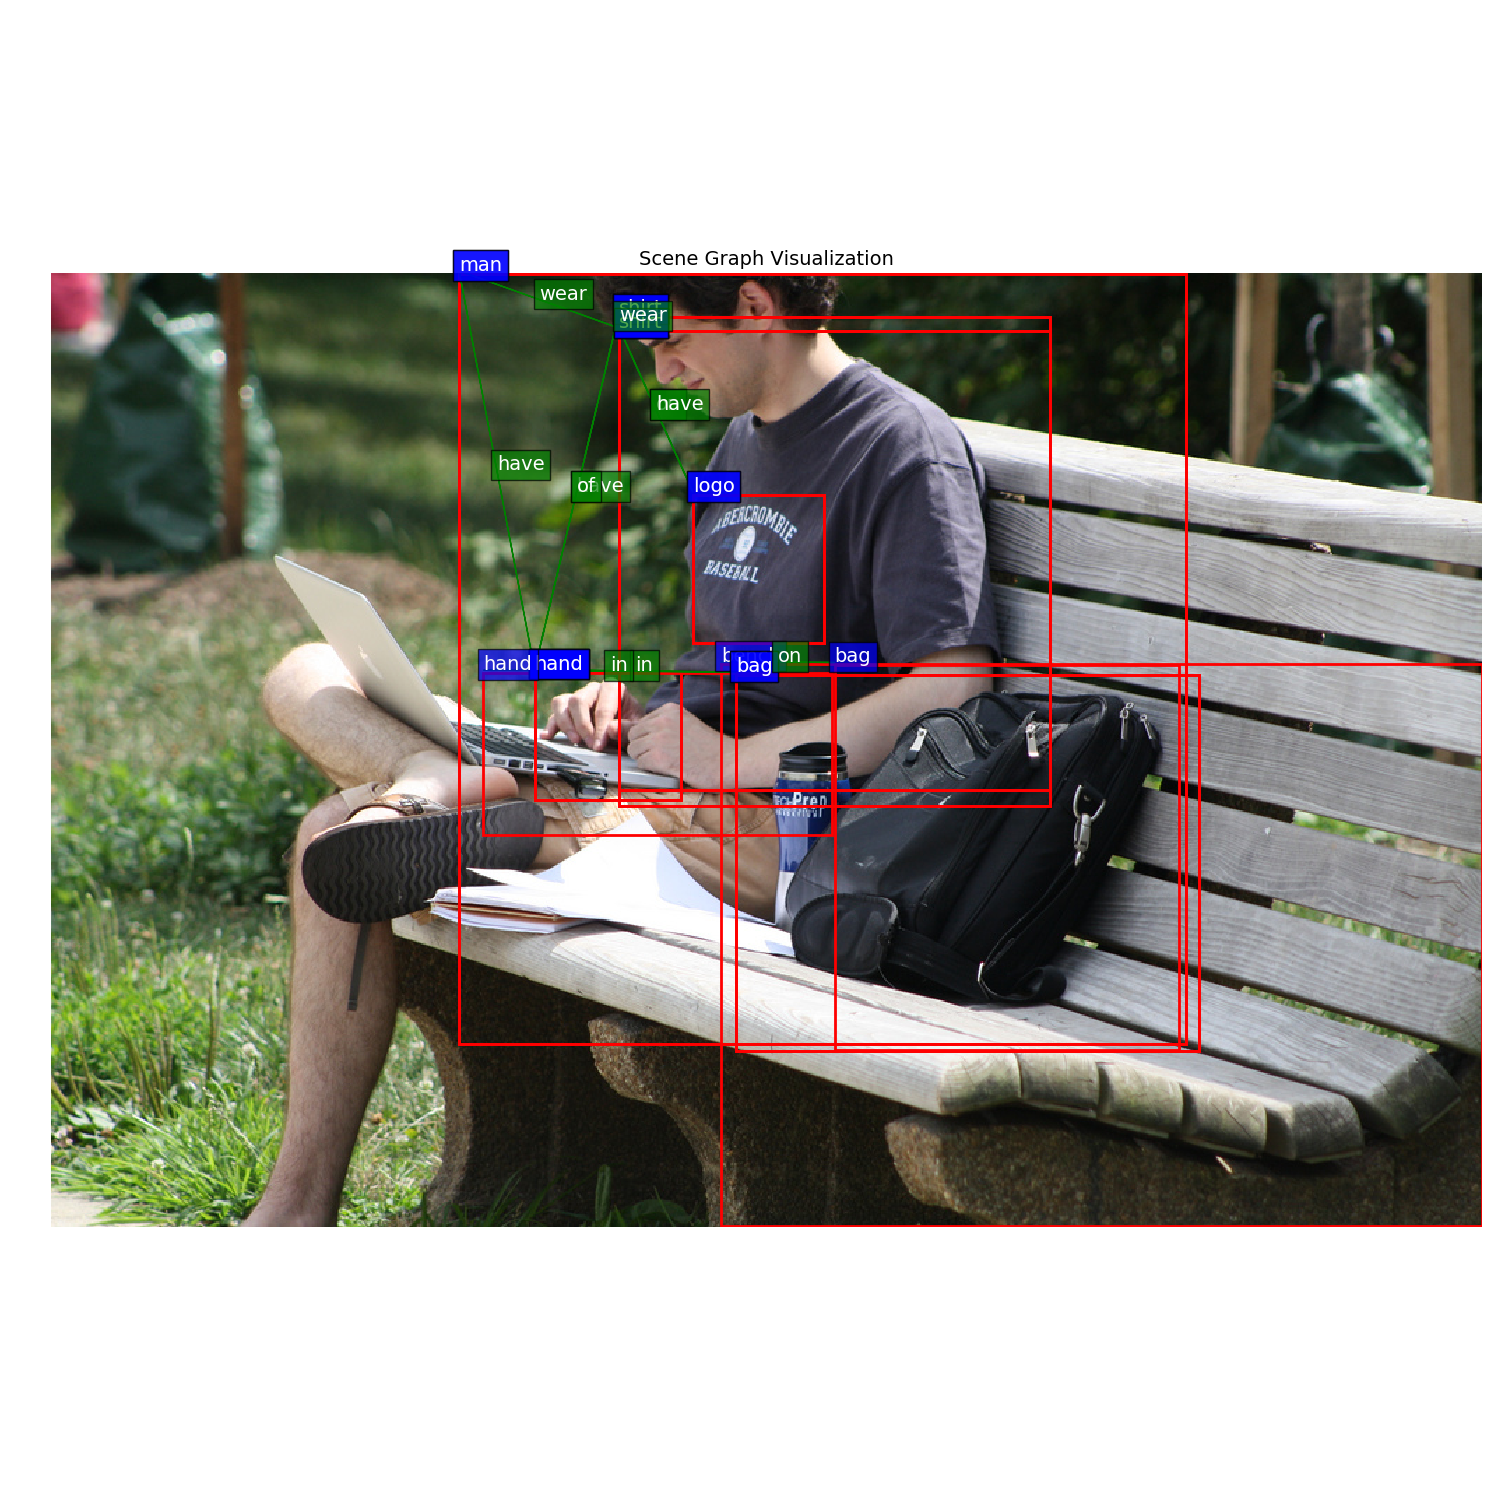 Scene Graph Visualization
man
wear
shirt
wear
shirt
have
have
of
ve
logo
ABERCROMBIE
BASEBALL
hand
hand
in
in
on
bag
bag
Prep